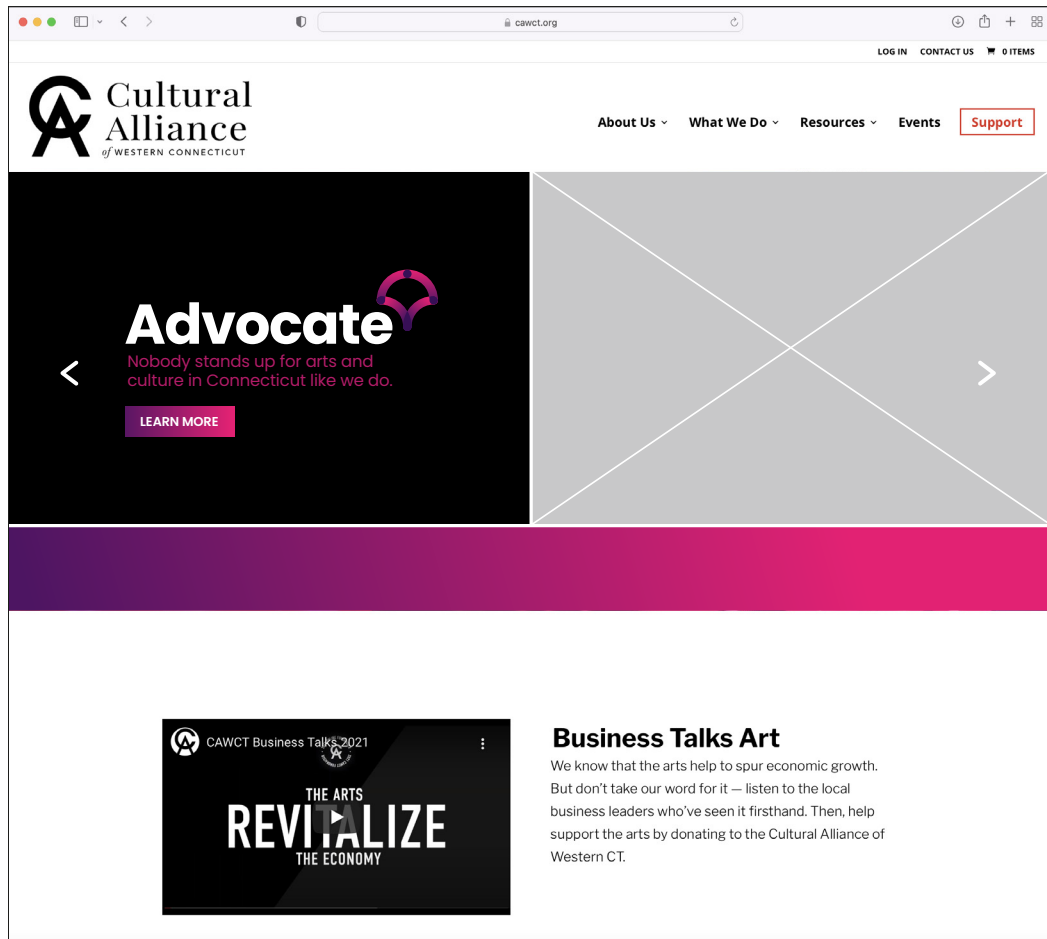 cawct.org
LOG IN CONTACT US 0 ITEMS
Cultural
Alliance
of WESTERN CONNECTICUT
About Us What We Do Resources Events Support
Advocate
Nobody stands up for arts and
culture in Connecticut like we do.
LEARN MORE
CAWCT Business Talks 2021
THE ARTS
REVITALIZE
THE ECONOMY
Business Talks Art
We know that the arts help to spur economic growth.
But don’t take our word for it — listen to the local
business leaders who’ve seen it firsthand. Then, help
support the arts by donating to the Cultural Alliance of
Western CT.